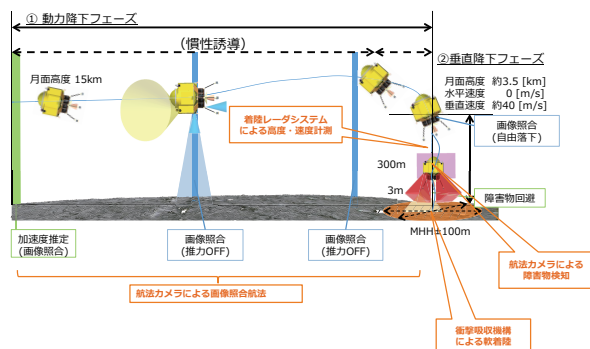 ① 動力降下フェーズ
(慣性誘導)
②垂直降下フェーズ
月面高度 15km
月面高度 約3.5 [km]
水平速度 0 [m/s]
垂直速度 約40 [m/s]
着陸レーダシステム
による高度・速度計測
画像照合
(自由落下)
300m
3m
障害物回避
MHH±100m
加速度推定
(画像照合)
画像照合
(推力OFF)
画像照合
(推力OFF)
航法カメラによる
障害物検知
航法カメラによる画像照合航法
衝撃吸収機構
による軟着陸